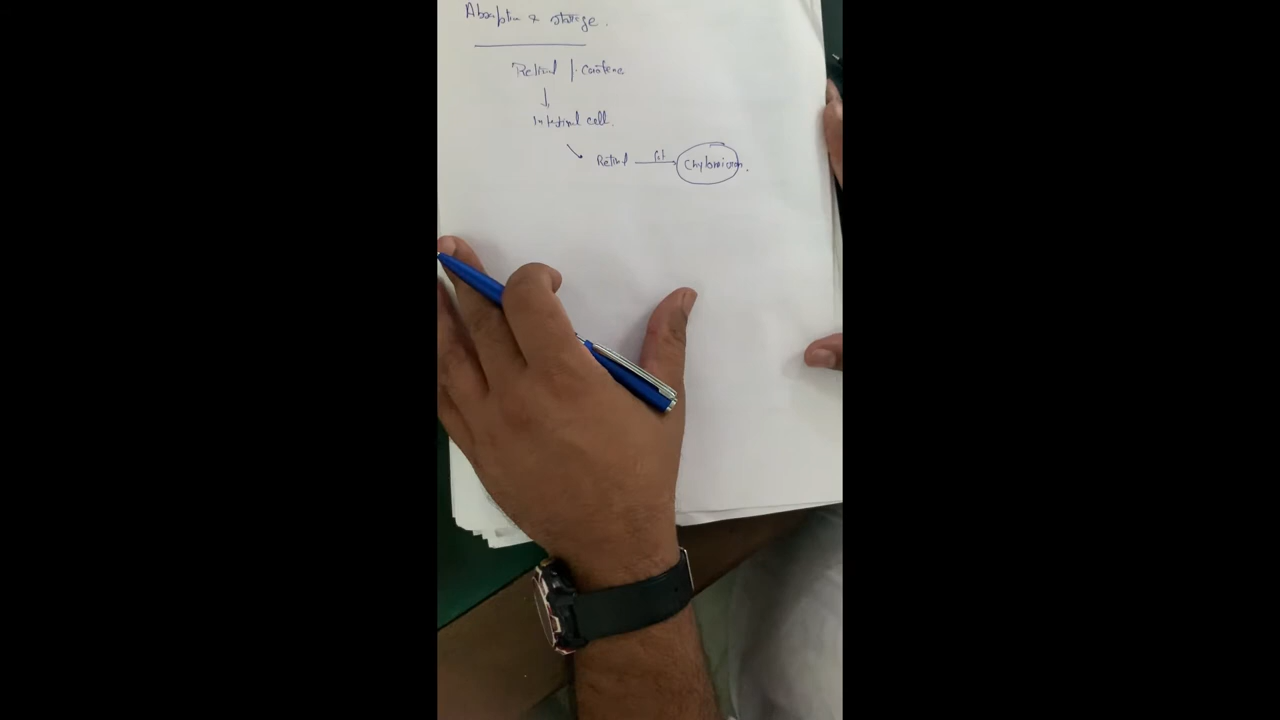 Absorption & storage.
Retinol / β-carotene
Intestinal cell.
Retinol fat Chylomicron.